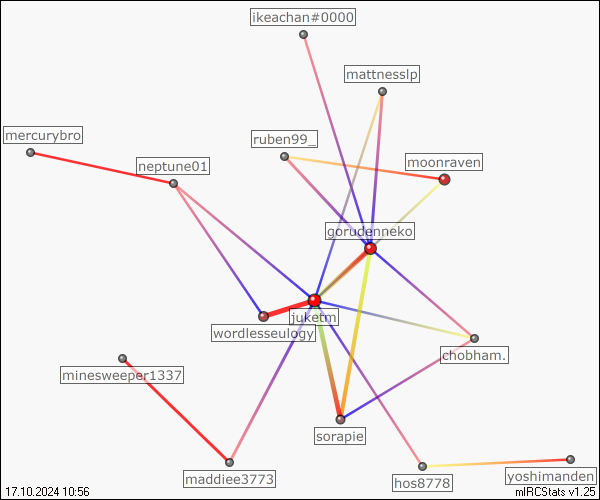 ikeachan#0000
mattnesslp
mercurybro
ruben99_
neptune01
moonraven
gorudenneko
juketm
wordlesseulogy
chobham.
minesweeper1337
sorapie
maddiee3773
hos8778
yoshimanden
17.10.2024 10:56
mIRCStats v1.25